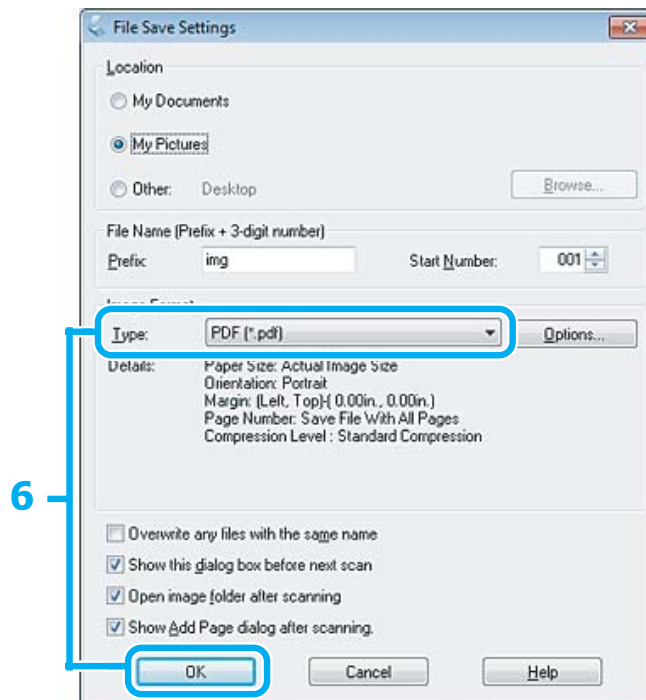 File Save Settings
Location
My Documents
My Pictures
Other: Desktop Browse...
File Name (Prefix + 3-digit number)
Prefix: img Start Number: 001
Image Format
Type: PDF (*.pdf) Options...
Details: Paper Size: Actual Image Size
Orientation: Portrait
Margin: (Left, Top)-( 0.00in., 0.00in.)
Page Number: Save File With All Pages
Compression Level : Standard Compression
6
Overwrite any files with the same name
Show this dialog box before next scan
Open image folder after scanning
Show Add Page dialog after scanning.
OK Cancel Help